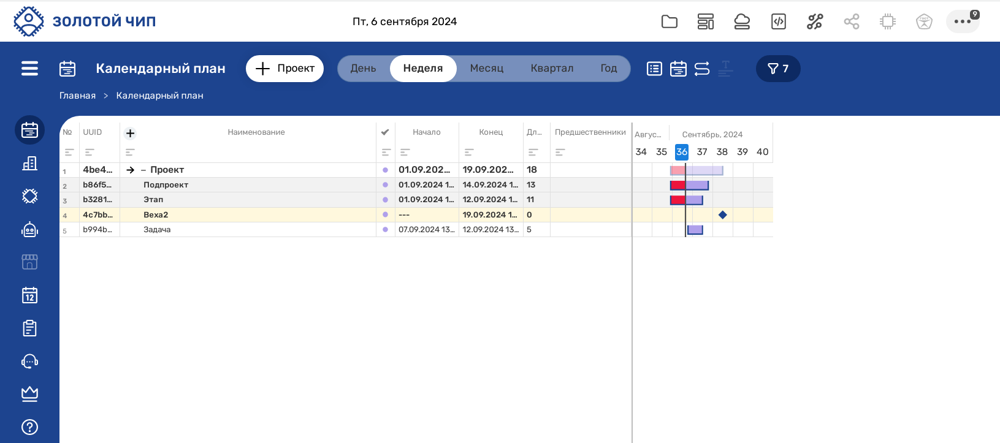 ЗОЛОТОЙ ЧИП
Пт, 6 сентября 2024
ГОСТ
9
Календарный план
Проект
День Неделя Месяц Квартал Год
T
7
Главная > Календарный план
№ UUID Наименование Начало Конец Дл... Предшественники Авгус... Сентябрь, 2024
34 35 36 37 38 39 40
1 4be4... – Проект 01.09.202... 19.09.202... 18
2 b86f5... Подпроект 01.09.2024 1... 14.09.2024 1... 13
3 b3281... Этап 01.09.2024 1... 12.09.2024 1... 11
4 4c7bb... Веха2 --- 19.09.2024 1... 0
5 b994b... Задача 07.09.2024 13... 12.09.2024 13... 5
12